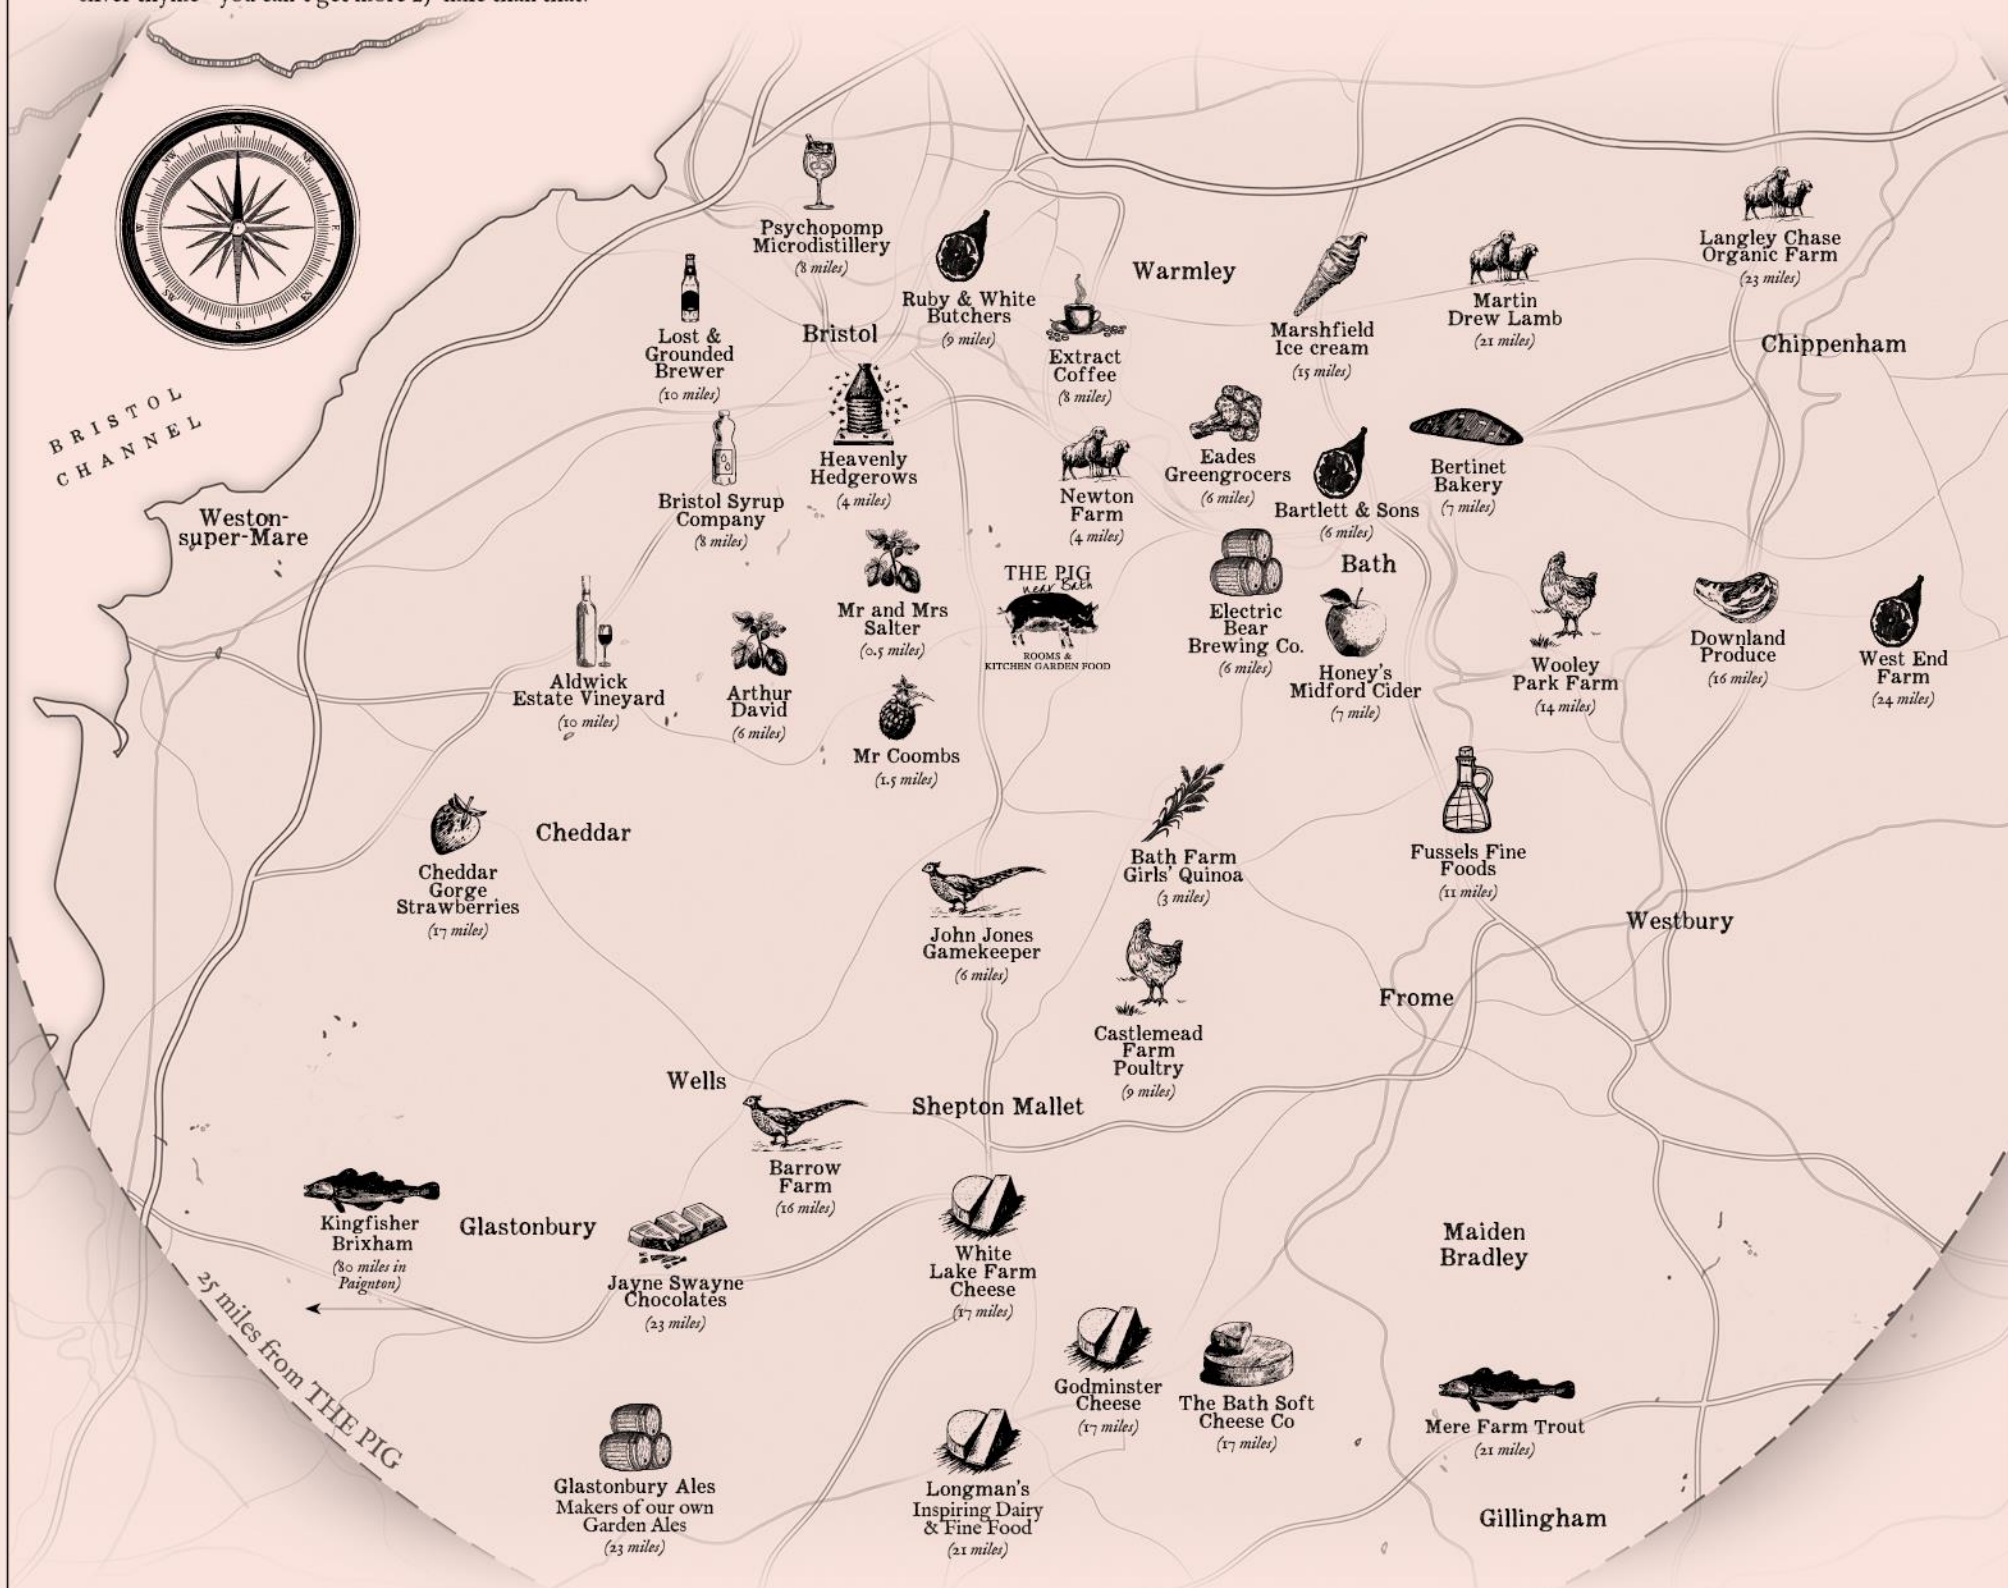 N
NE
E
ES
S
SW
W
NW
BRISTOL
CHANNEL
Psychopomp
Microdistillery
(8 miles)
Lost &
Grounded
Brewer
(10 miles)
Bristol
Ruby & White
Butchers
(9 miles)
Extract
Coffee
(8 miles)
Warmley
Marshfield
Ice cream
(15 miles)
Martin
Drew Lamb
(21 miles)
Langley Chase
Organic Farm
(23 miles)
Chippenham
Weston-
super-Mare
Bristol Syrup
Company
(8 miles)
Heavenly
Hedgerows
(4 miles)
Newton
Farm
(4 miles)
Eades
Greengrocers
(6 miles)
Bartlett & Sons
(6 miles)
Bertinet
Bakery
(7 miles)
Bath
Aldwick
Estate Vineyard
(10 miles)
Arthur
David
(6 miles)
Mr and Mrs
Salter
(0.5 miles)
THE PIG
near Bath
ROOMS &
KITCHEN GARDEN FOOD
Electric
Bear
Brewing Co.
(6 miles)
Honey's
Midford Cider
(7 mile)
Wooley
Park Farm
(14 miles)
Downland
Produce
(16 miles)
West End
Farm
(24 miles)
Mr Coombs
(1.5 miles)
Cheddar
Gorge
Strawberries
(17 miles)
Cheddar
John Jones
Gamekeeper
(6 miles)
Bath Farm
Girls' Quinoa
(3 miles)
Fussels Fine
Foods
(11 miles)
Westbury
Castlemead
Farm
Poultry
(9 miles)
Frome
Wells
Shepton Mallet
Barrow
Farm
(16 miles)
Kingfisher
Brixham
(80 miles in
Paignton)
Glastonbury
Jayne Swayne
Chocolates
(23 miles)
White
Lake Farm
Cheese
(17 miles)
Maiden
Bradley
25 miles from THE PIG
Godminster
Cheese
(17 miles)
The Bath Soft
Cheese Co
(17 miles)
Mere Farm Trout
(21 miles)
Glastonbury Ales
Makers of our own
Garden Ales
(23 miles)
Longman's
Inspiring Dairy
& Fine Food
(21 miles)
Gillingham